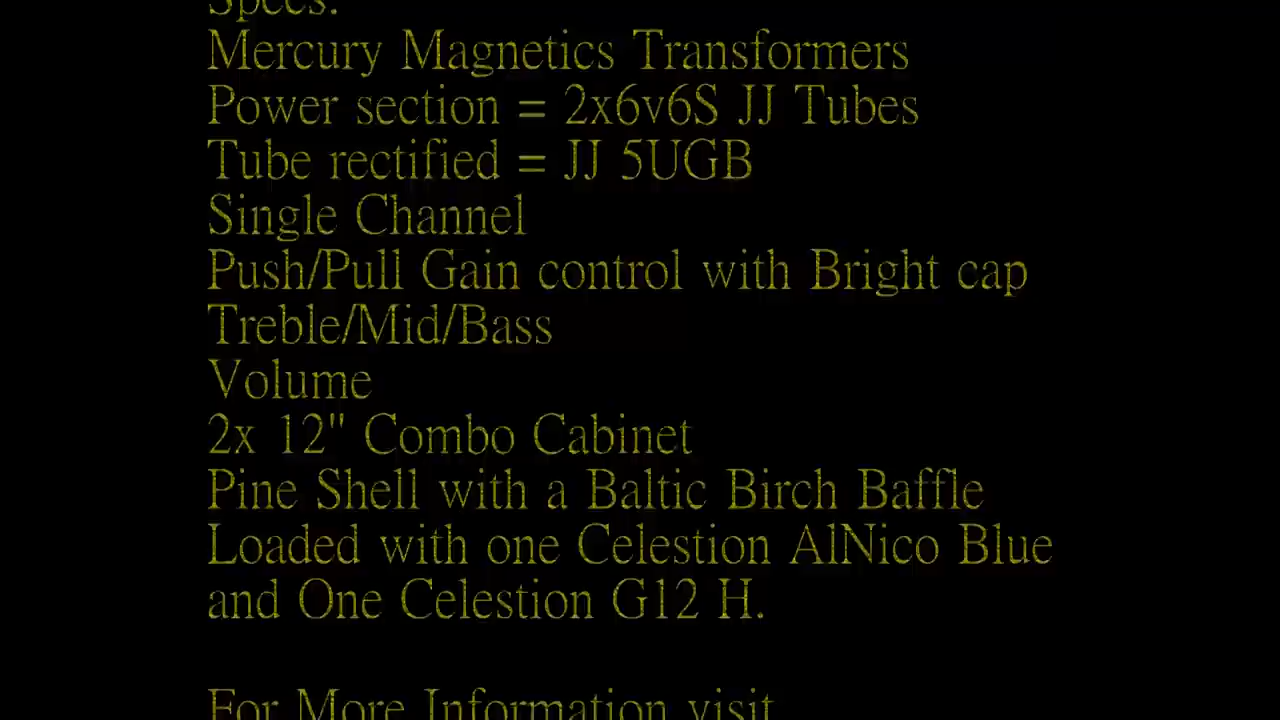 Specs:
Mercury Magnetics Transformers
Power section = 2x6v6S JJ Tubes
Tube rectified = JJ 5UGB
Single Channel
Push/Pull Gain control with Bright cap
Treble/Mid/Bass
Volume
2x 12" Combo Cabinet
Pine Shell with a Baltic Birch Baffle
Loaded with one Celestion AlNico Blue
and One Celestion G12 H.
For More Information visit